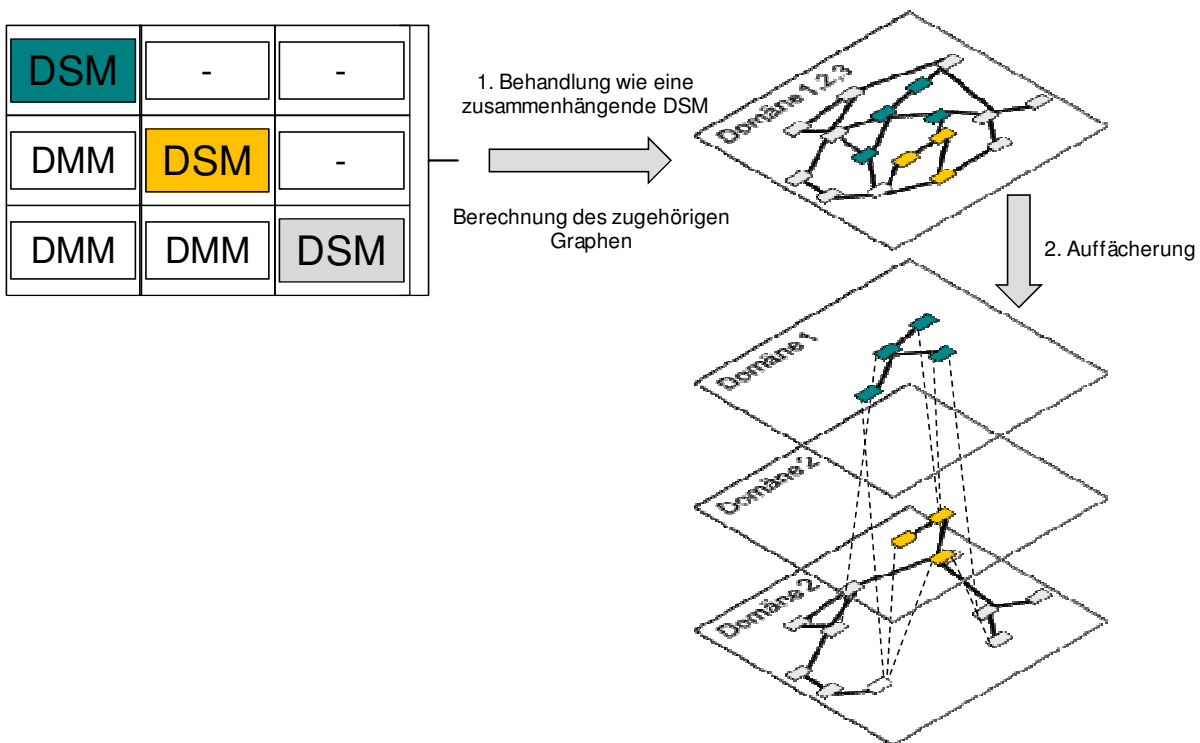 DSM - -
DMM DSM -
DMM DMM DSM
1. Behandlung wie eine
zusammenhängende DSM
Berechnung des zugehörigen
Graphen
Domäne 1,2,3
2. Auffächerung
Domäne 1
Domäne 2
Domäne 2